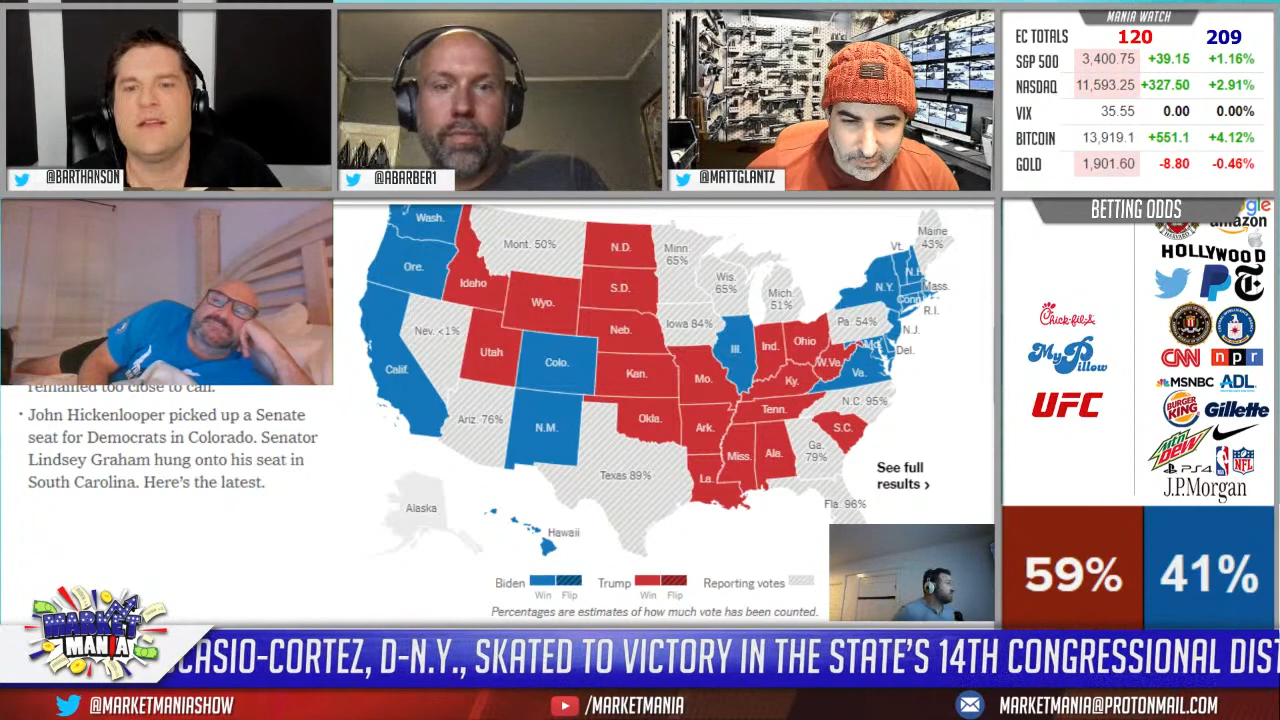 MANIA WATCH
EC TOTALS 120 209
S&P 500 3,400.75 +39.15 +1.16%
NASDAQ 11,593.25 +327.50 +2.91%
VIX 35.55 0.00 0.00%
BITCOIN 13,919.1 +551.1 +4.12%
GOLD 1,901.60 -8.80 -0.46%
@BARTHANSON
@ABARBER1
@MATTGLANTZ
BETTING ODDS
amazon
HOLLYWOOD
Chick-fil-&
MyPillow
UFC
CNN npr
MSNBC ADL
BURGER KING Gillette
Mtn DEW
PS4 NBA NFL
J.P.Morgan
59% 41%
remained too close to call.
· John Hickenlooper picked up a Senate
seat for Democrats in Colorado. Senator
Lindsey Graham hung onto his seat in
South Carolina. Here's the latest.
Wash.
Mont. 50%
N.D.
Minn.
65%
Vt.
Maine
43%
Ore.
Idaho
S.D.
Wis.
65%
Mich.
51%
N.Y.
N.H.
Mass.
Conn.
R.I.
Wyo.
Nev. <1%
Neb.
Iowa 84%
Pa. 54%
N.J.
Utah
Colo.
Ill.
Ind.
Ohio
W.Va.
Md.
Del.
Calif.
Kan.
Mo.
Ky.
Va.
Ariz. 76%
N.M.
Okla.
Ark.
Tenn.
N.C. 95%
S.C.
Miss.
Ala.
Ga.
79%
Texas 89%
La.
Fla. 96%
Alaska
Hawaii
See full
results ›
Biden Trump Reporting votes
Win Flip Win Flip
Percentages are estimates of how much vote has been counted.
MARKET
MANIA
CASIO-CORTEZ, D-N.Y., SKATED TO VICTORY IN THE STATE'S 14TH CONGRESSIONAL DIST
@MARKETMANIASHOW /MARKETMANIA MARKETMANIA@PROTONMAIL.COM